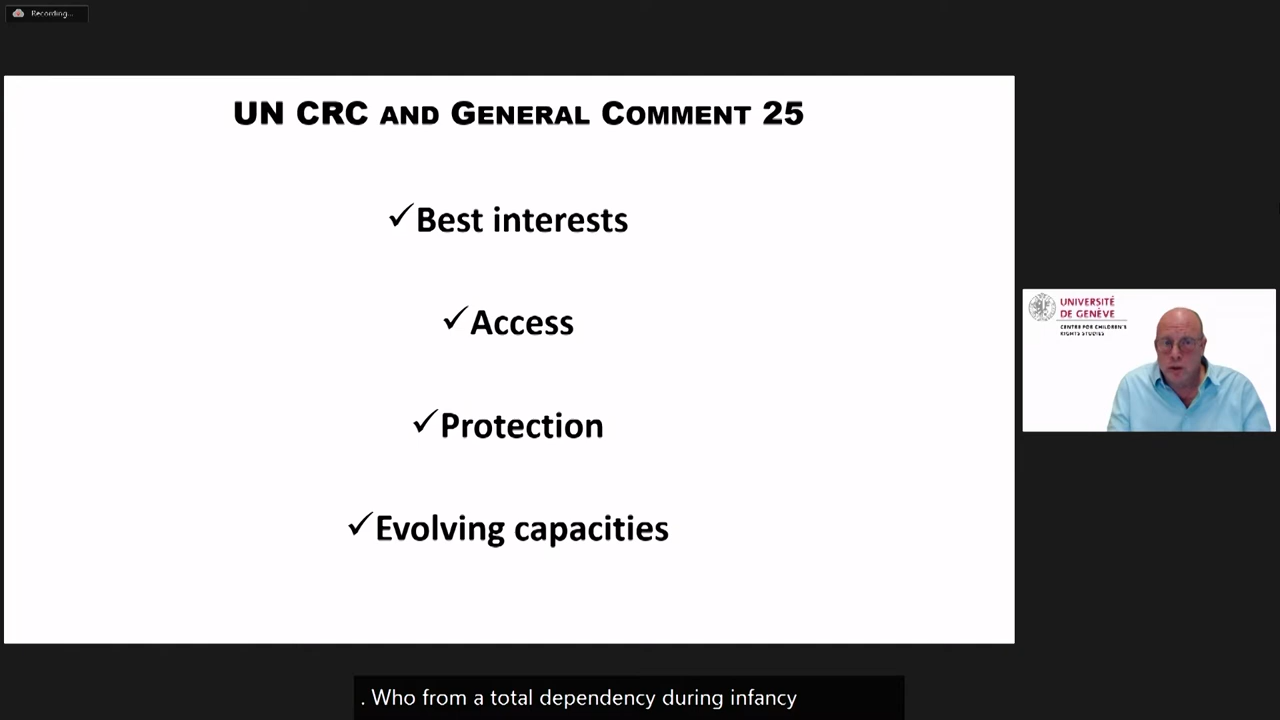 Recording...
UN CRC AND GENERAL COMMENT 25
✓Best interests
✓Access
✓Protection
✓Evolving capacities
UNIVERSITÉ
DE GENÈVE
CENTRE FOR CHILDREN'S
RIGHTS STUDIES
. Who from a total dependency during infancy